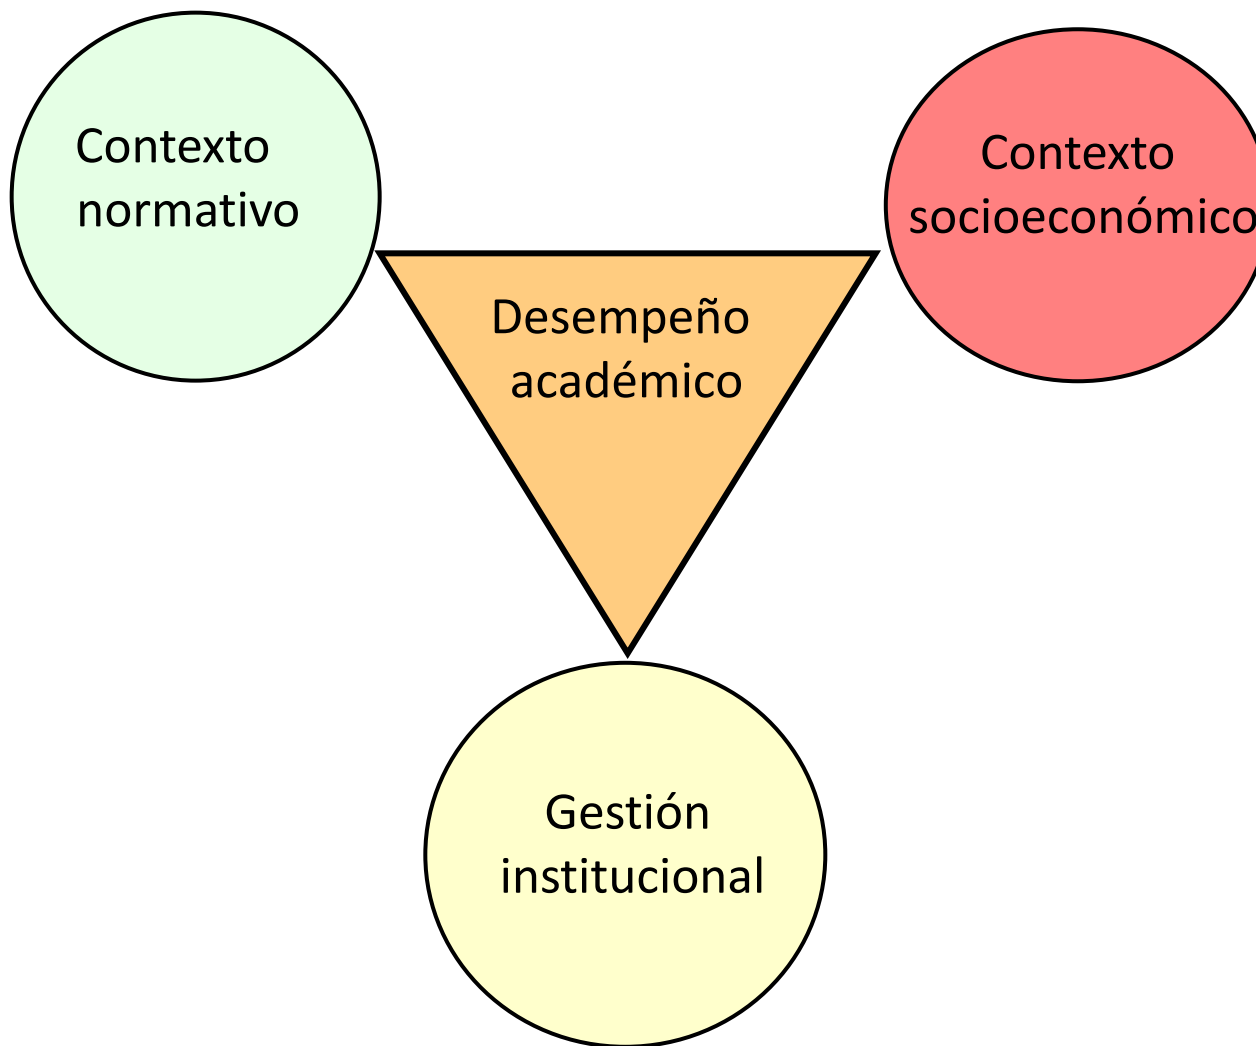 Contexto
normativo
Contexto
socioeconómico
Desempeño
académico
Gestión
institucional